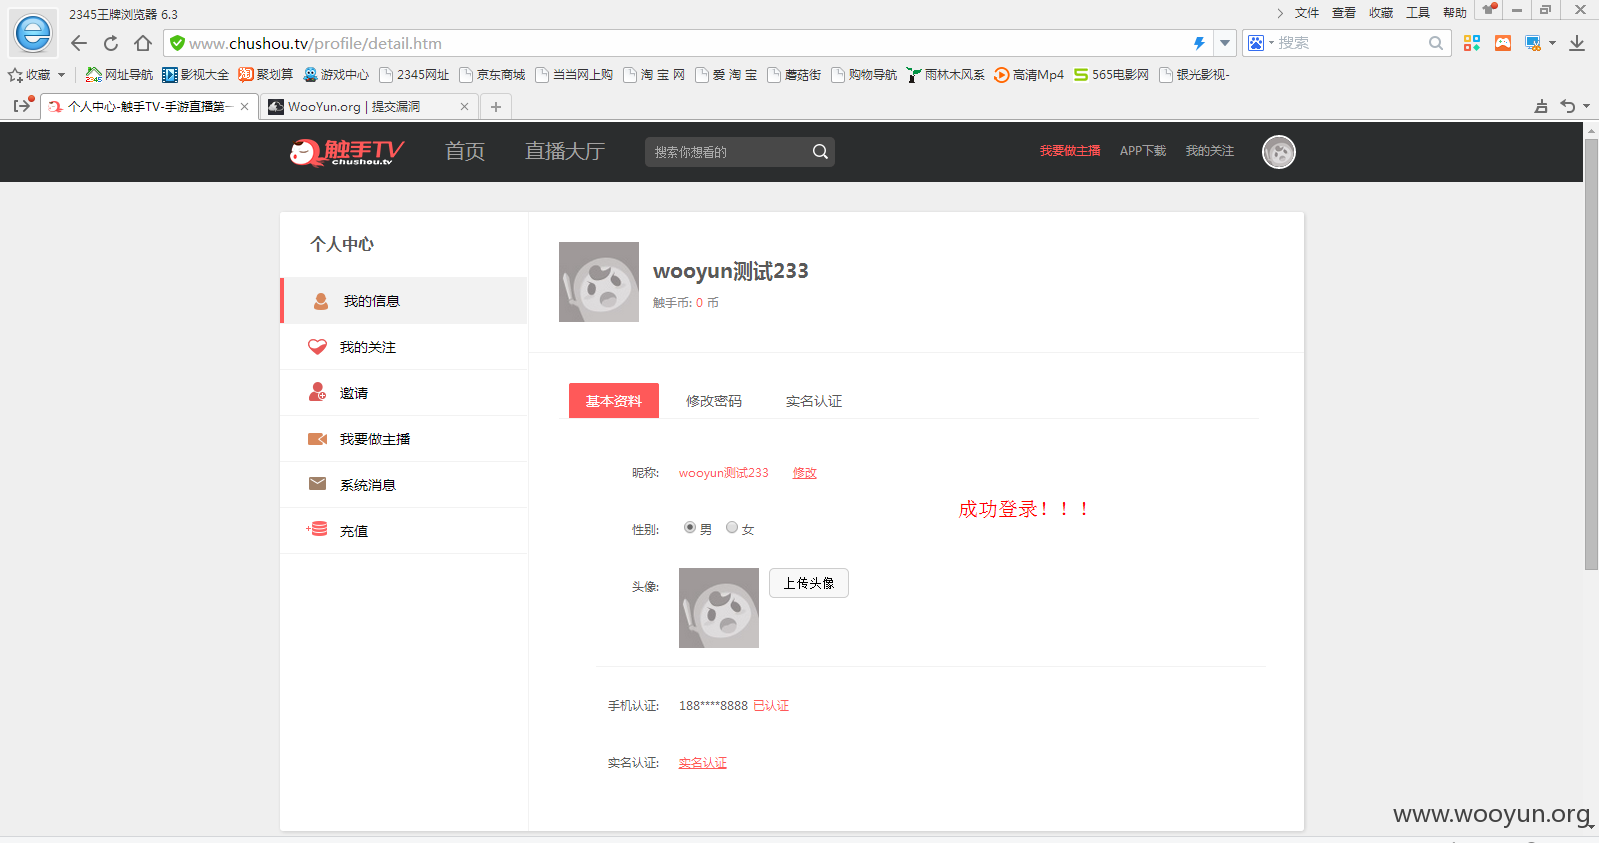 2345王牌浏览器 6.3
文件 查看 收藏 工具 帮助
www.chushou.tv/profile/detail.htm
搜索
收藏 网址导航 影视大全 聚划算 游戏中心 2345网址 京东商城 当当网上购 淘 宝 网 爱 淘 宝 蘑菇街 购物导航 雨林木风系 高清Mp4 565电影网 银光影视-
个人中心-触手TV-手游直播第一
WooYun.org | 提交漏洞
触手TV
chushou.tv
首页 直播大厅
搜索你想看的
我要做主播 APP下载 我的关注
个人中心
我的信息
我的关注
邀请
我要做主播
系统消息
充值
wooyun测试233
触手币: 0 币
基本资料 修改密码 实名认证
昵称: wooyun测试233 修改
成功登录！！！
性别: 男 女
头像: 上传头像
手机认证: 188****8888 已认证
实名认证: 实名认证
www.wooyun.org